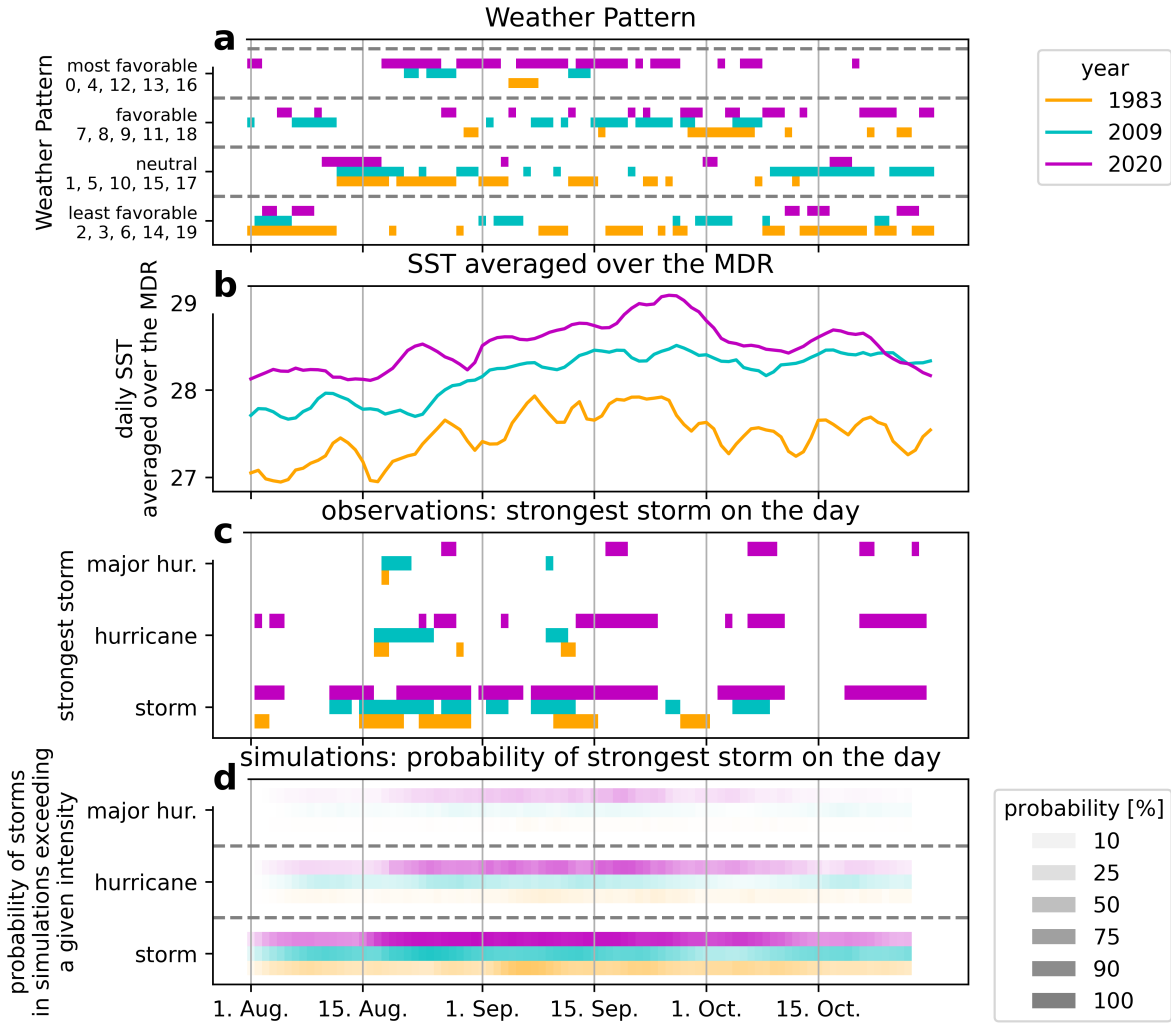 Weather Pattern
a
Weather Pattern
most favorable
0, 4, 12, 13, 16
favorable
7, 8, 9, 11, 18
neutral
1, 5, 10, 15, 17
least favorable
2, 3, 6, 14, 19
year
1983
2009
2020
SST averaged over the MDR
b
daily SST
averaged over the MDR
29
28
27
observations: strongest storm on the day
c
strongest storm
major hur.
hurricane
storm
simulations: probability of strongest storm on the day
d
probability of storms
in simulations exceeding
a given intensity
major hur.
hurricane
storm
probability [%]
10
25
50
75
90
100
1. Aug.
15. Aug.
1. Sep.
15. Sep.
1. Oct.
15. Oct.